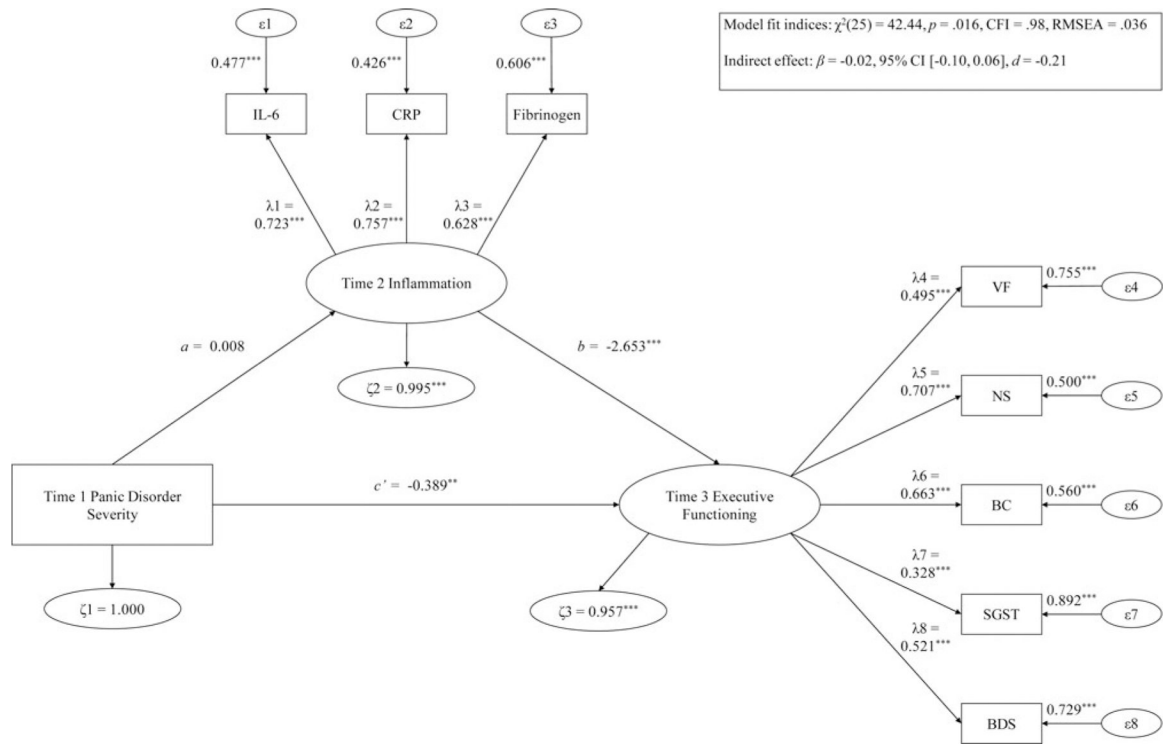 ε1
ε2
ε3
Model fit indices: χ²(25) = 42.44, p = .016, CFI = .98, RMSEA = .036
Indirect effect: β = -0.02, 95% CI [-0.10, 0.06], d = -0.21
0.477***
0.426***
0.606***
IL-6
CRP
Fibrinogen
λ1 =
0.723***
λ2 =
0.757***
λ3 =
0.628***
Time 2 Inflammation
a = 0.008
b = -2.653***
ζ2 = 0.995***
Time 1 Panic Disorder
Severity
c' = -0.389**
Time 3 Executive
Functioning
ζ1 = 1.000
ζ3 = 0.957***
λ4 =
0.495***
VF
0.755***
ε4
λ5 =
0.707***
NS
0.500***
ε5
λ6 =
0.663***
BC
0.560***
ε6
λ7 =
0.328***
SGST
0.892***
ε7
λ8 =
0.521***
BDS
0.729***
ε8